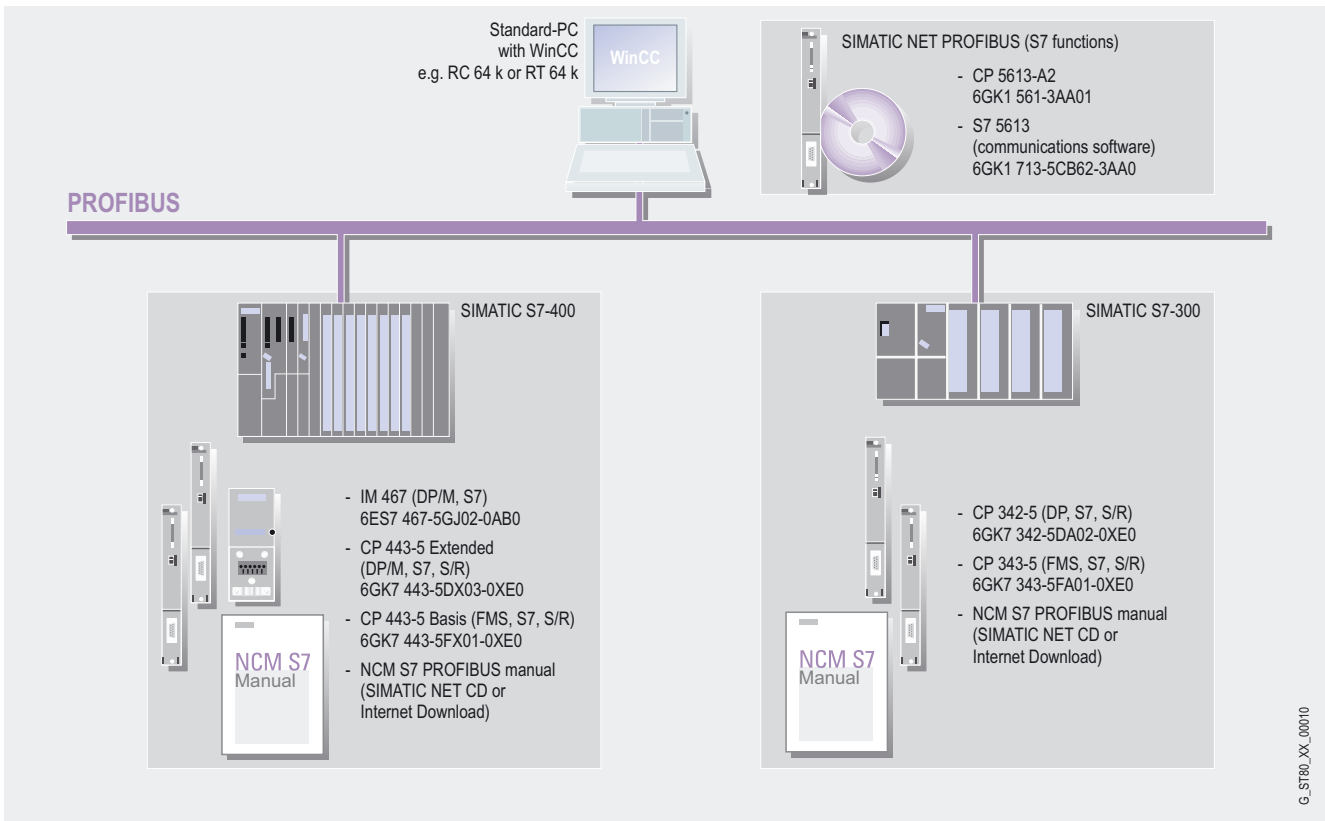 Standard-PC
with WinCC
e.g. RC 64 k or RT 64 k
WinCC
SIMATIC NET PROFIBUS (S7 functions)
- CP 5613-A2
6GK1 561-3AA01
- S7 5613
(communications software)
6GK1 713-5CB62-3AA0
PROFIBUS
SIMATIC S7-400
- IM 467 (DP/M, S7)
6ES7 467-5GJ02-0AB0
- CP 443-5 Extended
(DP/M, S7, S/R)
6GK7 443-5DX03-0XE0
- CP 443-5 Basis (FMS, S7, S/R)
6GK7 443-5FX01-0XE0
- NCM S7 PROFIBUS manual
(SIMATIC NET CD or
Internet Download)
NCM S7
Manual
SIMATIC S7-300
- CP 342-5 (DP, S7, S/R)
6GK7 342-5DA02-0XE0
- CP 343-5 (FMS, S7, S/R)
6GK7 343-5FA01-0XE0
- NCM S7 PROFIBUS manual
(SIMATIC NET CD or
Internet Download)
NCM S7
Manual
G_ST80_XX_00010